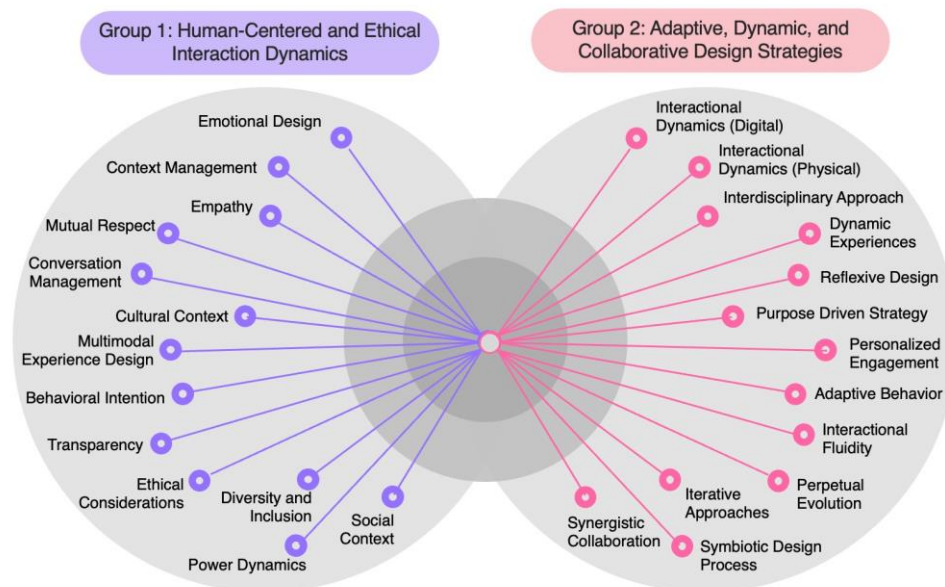 Group 1: Human-Centered and Ethical
Interaction Dynamics
Group 2: Adaptive, Dynamic, and
Collaborative Design Strategies
Emotional Design
Context Management
Empathy
Mutual Respect
Conversation
Management
Cultural Context
Multimodal
Experience Design
Behavioral Intention
Transparency
Ethical
Considerations
Diversity and
Inclusion
Social
Context
Power Dynamics
Interactional
Dynamics (Digital)
Interactional
Dynamics (Physical)
Interdisciplinary Approach
Dynamic
Experiences
Reflexive Design
Purpose Driven Strategy
Personalized
Engagement
Adaptive Behavior
Interactional
Fluidity
Perpetual
Evolution
Iterative
Approaches
Synergistic
Collaboration
Symbiotic Design
Process